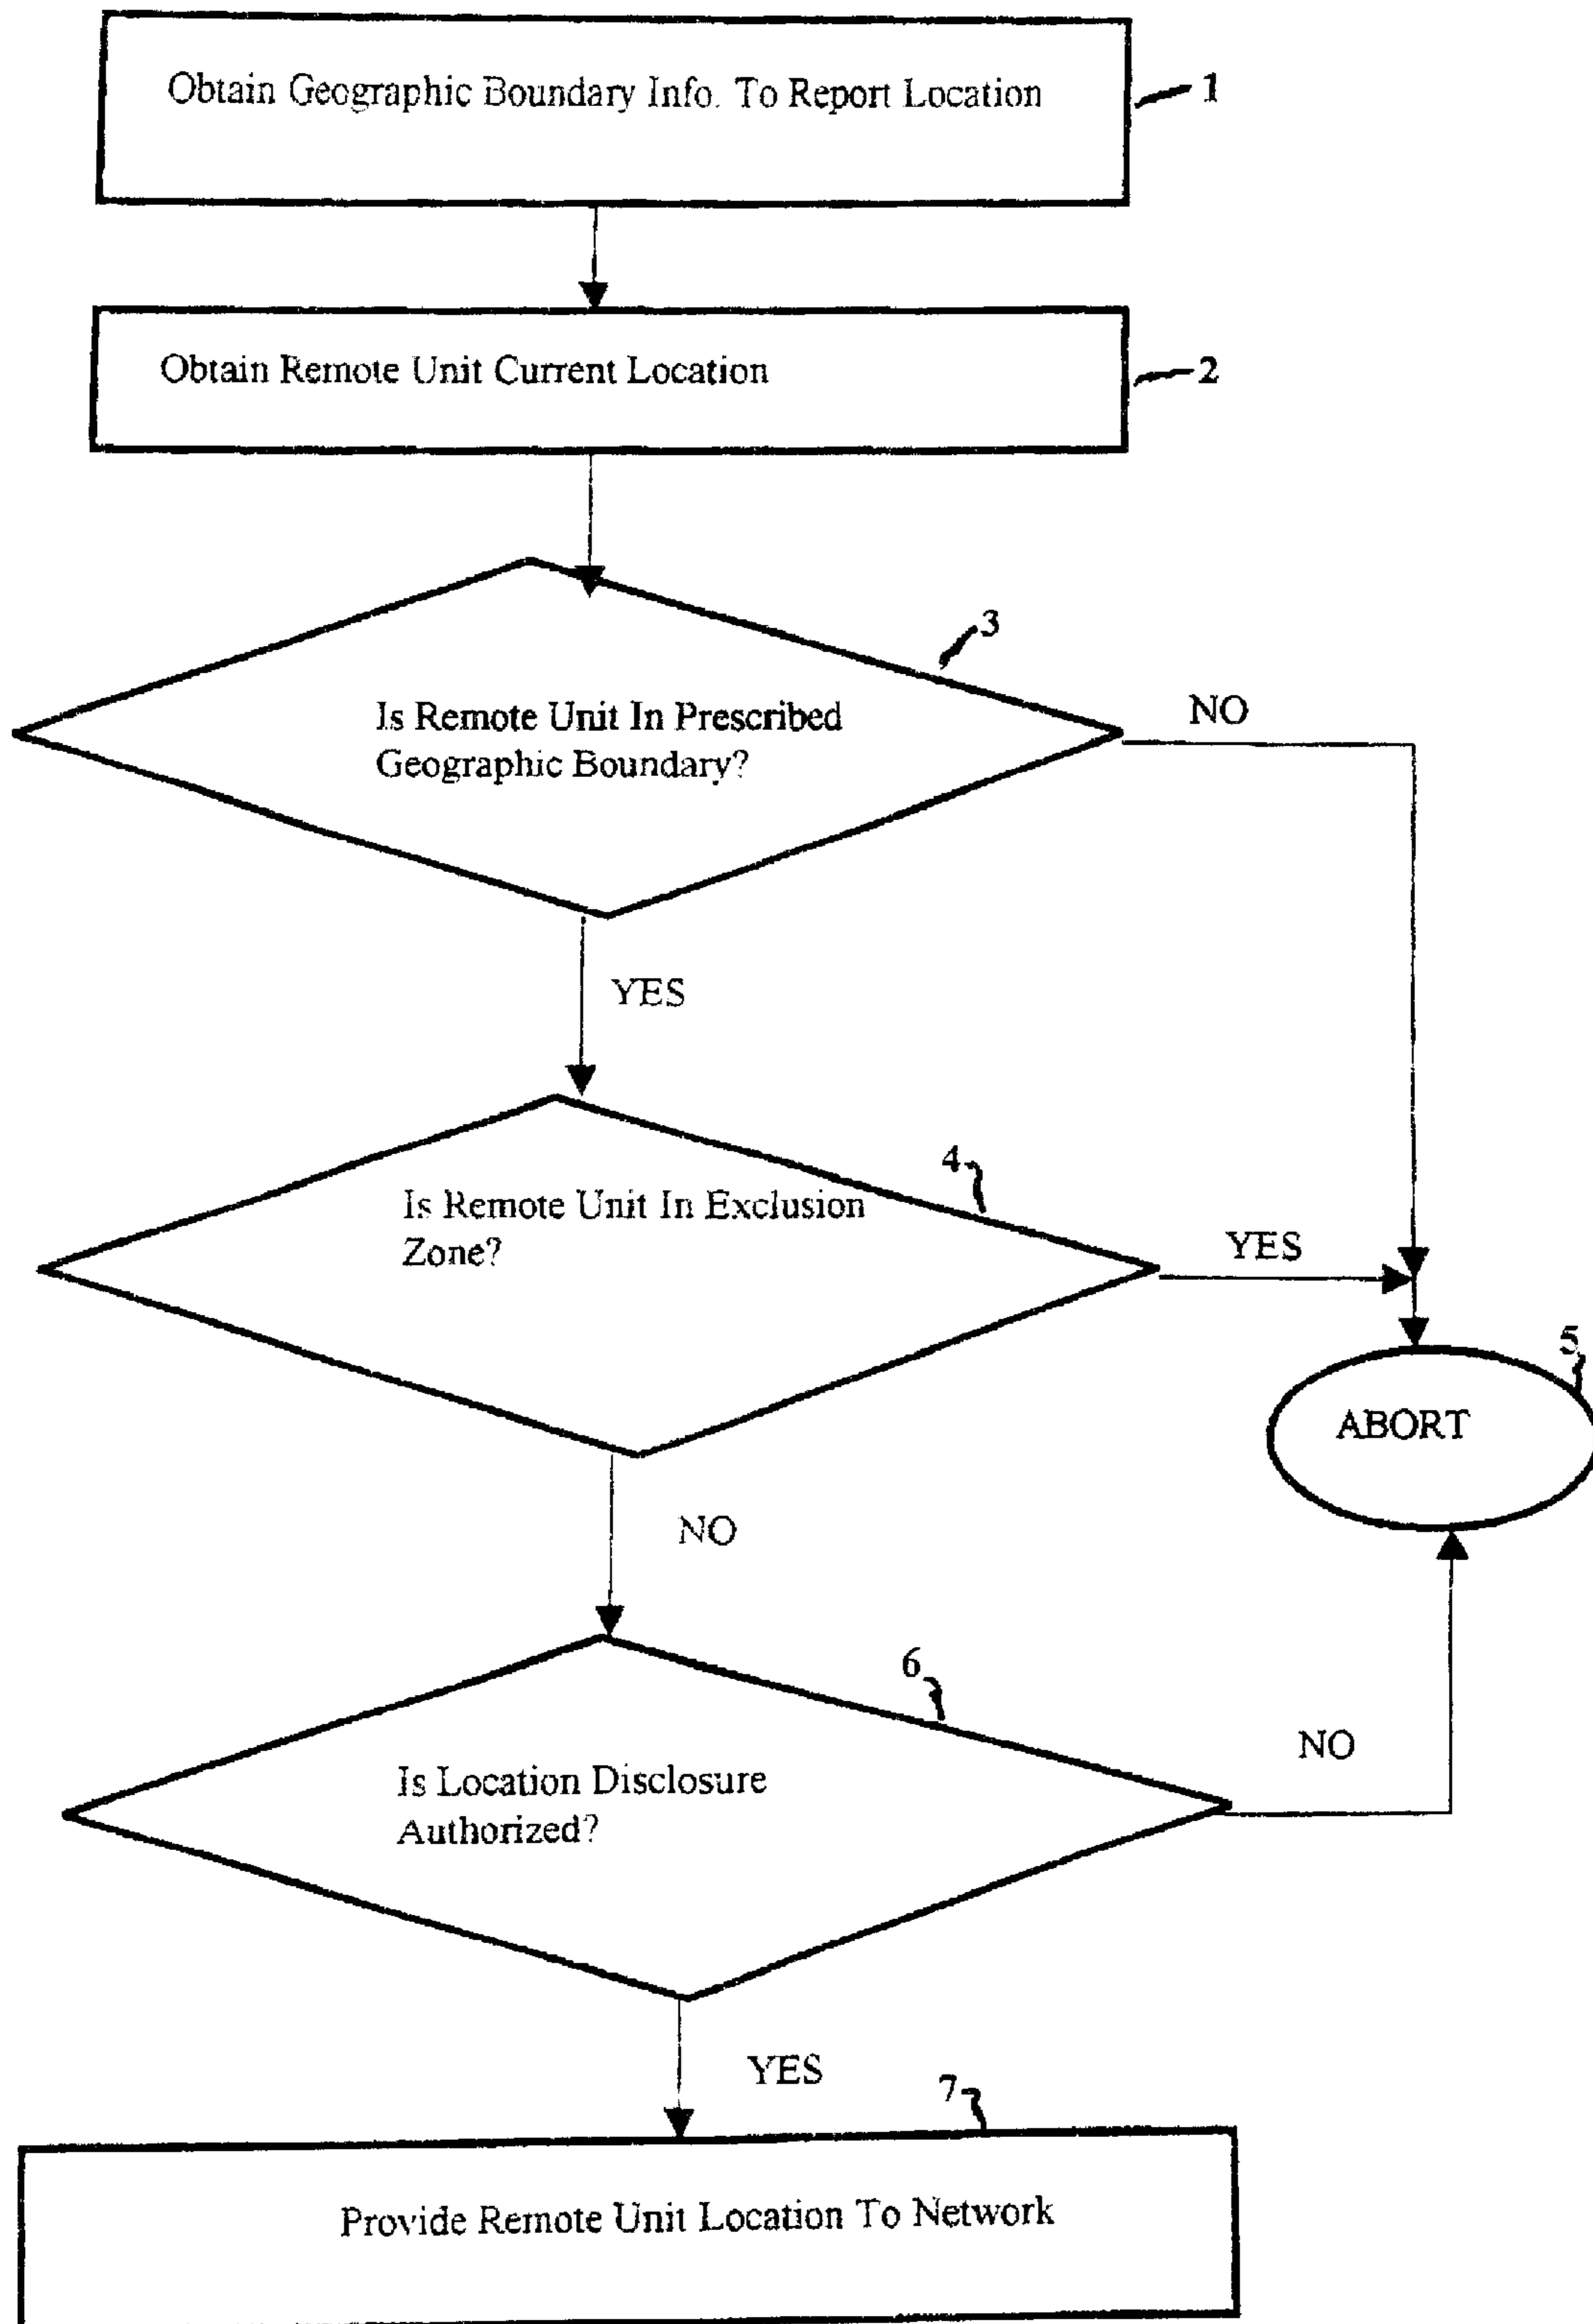 Obtain Geographic Boundary Info. To Report Location
1
Obtain Remote Unit Current Location
2
3
Is Remote Unit In Prescribed
Geographic Boundary?
NO
YES
4
Is Remote Unit In Exclusion
Zone?
YES
5
ABORT
NO
6
Is Location Disclosure
Authorized?
NO
YES
7
Provide Remote Unit Location To Network